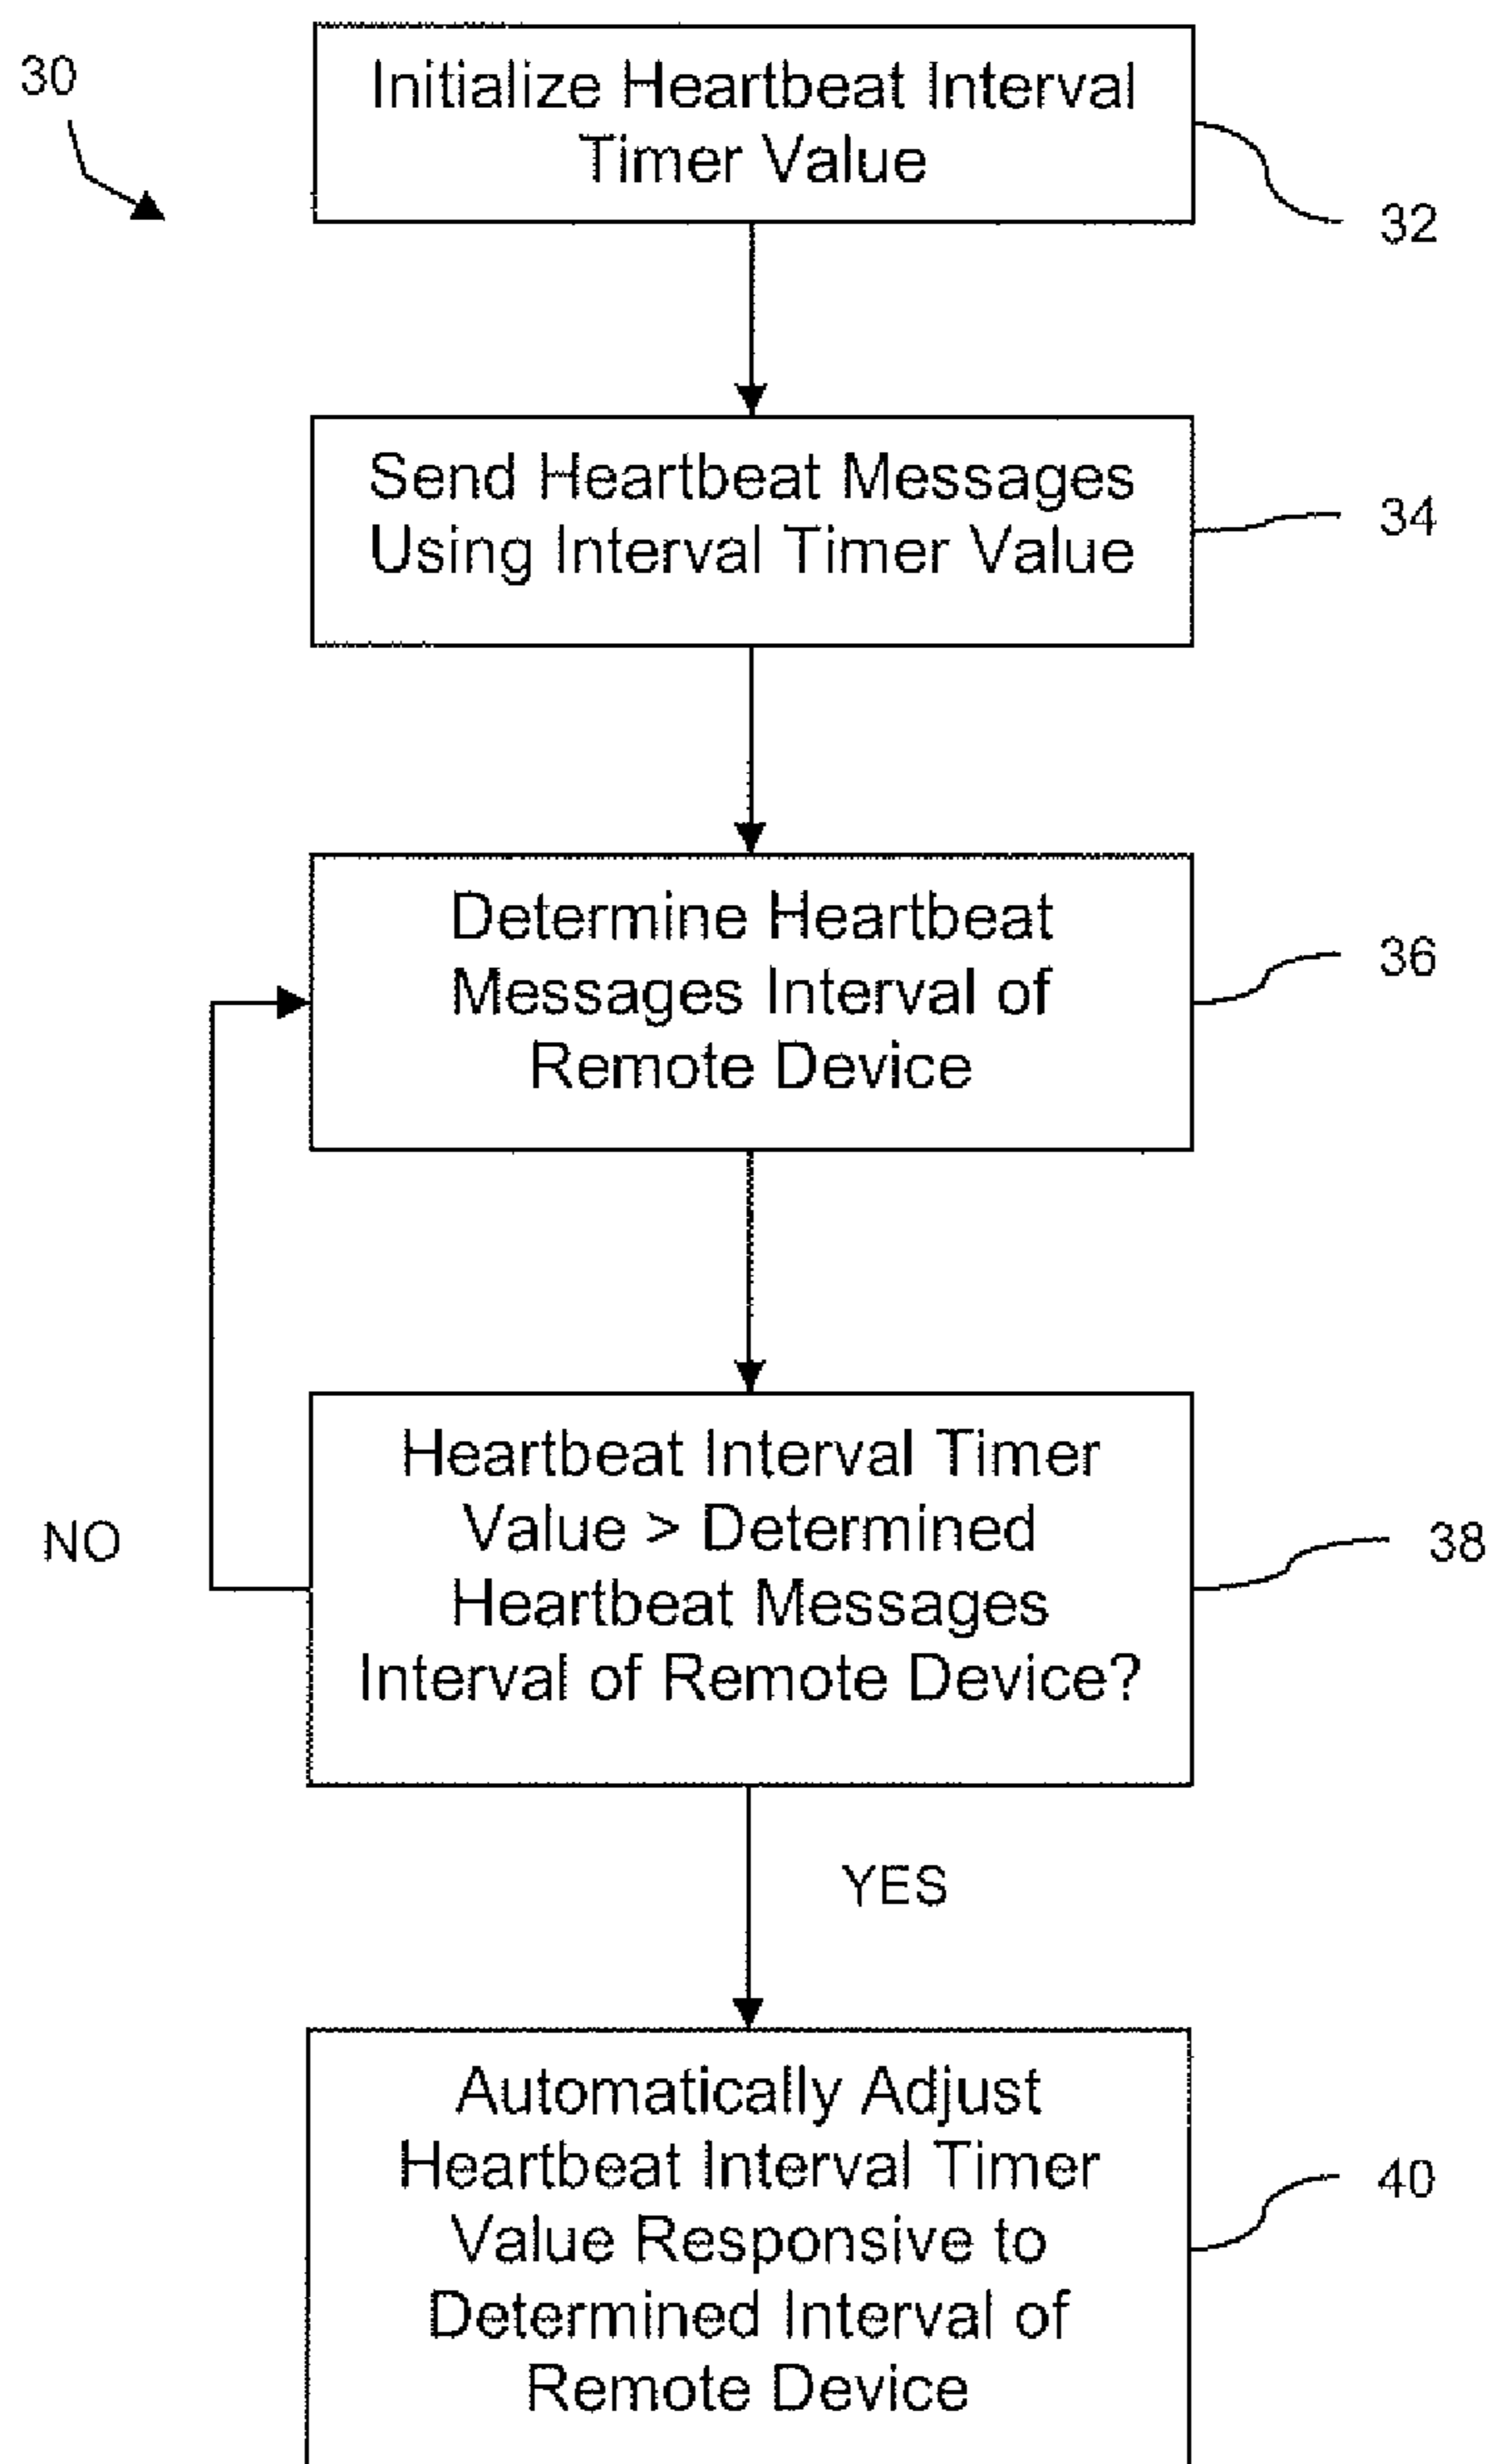 30
Initialize Heartbeat Interval
Timer Value
32
Send Heartbeat Messages
Using Interval Timer Value
34
Determine Heartbeat
Messages Interval of
Remote Device
36
Heartbeat Interval Timer
Value > Determined
Heartbeat Messages
Interval of Remote Device?
38
NO
YES
Automatically Adjust
Heartbeat Interval Timer
Value Responsive to
Determined Interval of
Remote Device
40